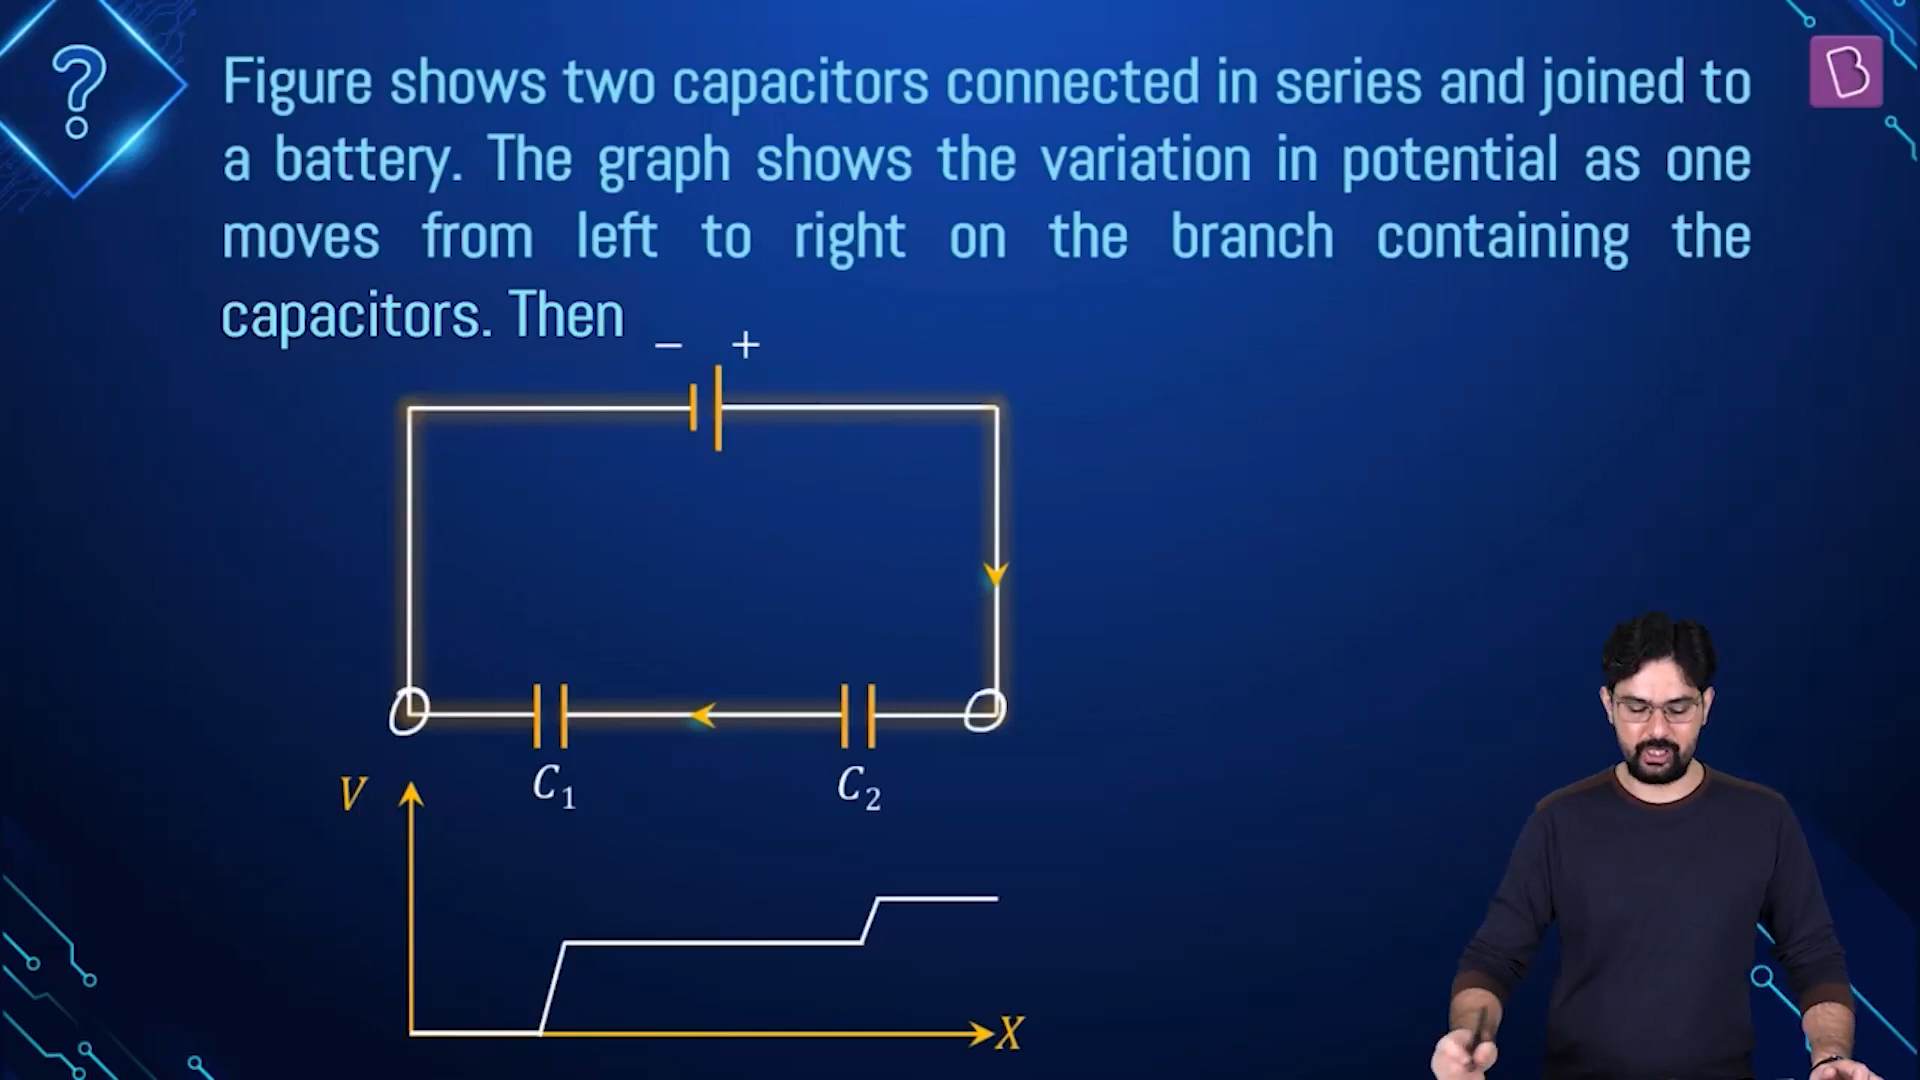 ?
Figure shows two capacitors connected in series and joined to
a battery. The graph shows the variation in potential as one
moves from left to right on the branch containing the
capacitors. Then
− +
C₁ C₂
V
X
B